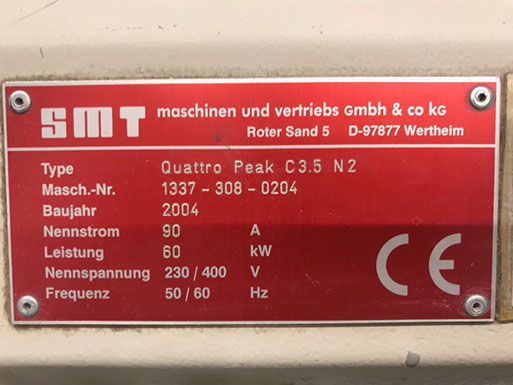 SMT maschinen und vertriebs GmbH & co KG
Roter Sand 5 D-97877 Wertheim
Type Quattro Peak C3.5 N2
Masch.-Nr. 1337-308-0204
Baujahr 2004
Nennstrom 90 A
Leistung 60 kW
Nennspannung 230/400 V
Frequenz 50/60 Hz
CE